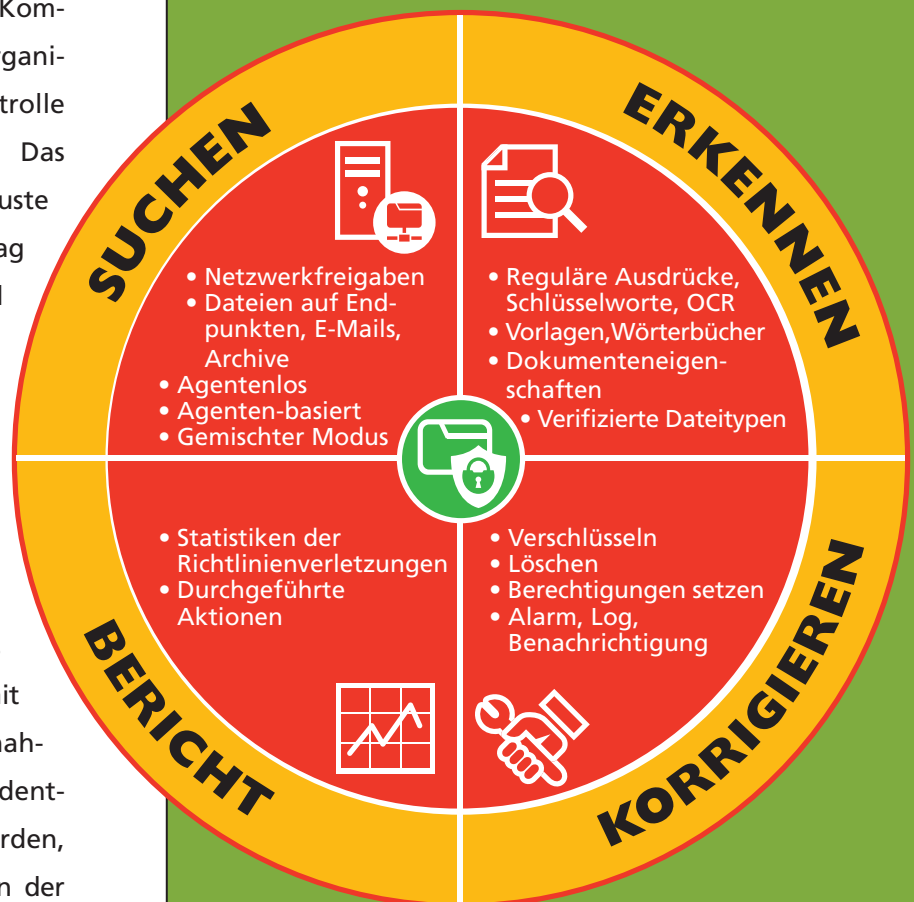 Kom-
rgani-
trolle
Das
uste
ag
SUCHEN
• Netzwerkfreigaben
• Dateien auf End-
punkten, E-Mails,
Archive
• Agentenlos
• Agenten-basiert
• Gemischter Modus
ERKENNEN
• Reguläre Ausdrücke,
Schlüsselworte, OCR
• Vorlagen,Wörterbücher
• Dokumenteneigen-
schaften
• Verifizierte Dateitypen
BERICHT
• Statistiken der
Richtlinienverletzungen
• Durchgeführte
Aktionen
KORRIGIEREN
• Verschlüsseln
• Löschen
• Berechtigungen setzen
• Alarm, Log,
Benachrichtigung
it
nah-
dent-
rden,
n der